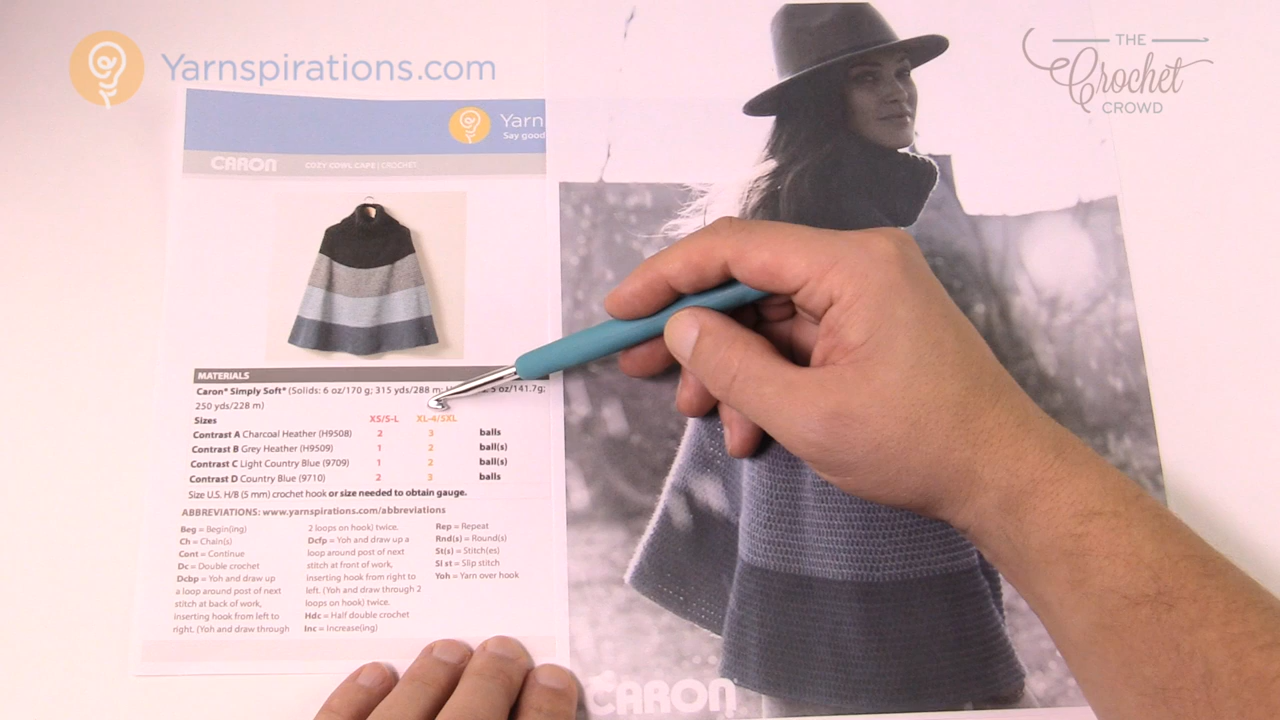 Yarnspirations.com
THE
Crochet
CROWD
Yarn
Say good
CARON
COZY COWL CAPE | CROCHET
MATERIALS
Caron® Simply Soft® (Solids: 6 oz/170 g; 315 yds/288 m; 5 oz/141.7g;
250 yds/228 m)
Sizes XS/S-L XL-4/5XL
Contrast A Charcoal Heather (H9508) 2 3 balls
Contrast B Grey Heather (H9509) 1 2 ball(s)
Contrast C Light Country Blue (9709) 1 2 ball(s)
Contrast D Country Blue (9710) 2 3 balls
Size U.S. H/8 (5 mm) crochet hook or size needed to obtain gauge.
ABBREVIATIONS: www.yarnspirations.com/abbreviations
Beg = Begin(ing)
Ch = Chain(s)
Cont = Continue
Dc = Double crochet
Dcbp = Yoh and draw up
a loop around post of next
stitch at back of work,
inserting hook from left to
right. (Yoh and draw through
2 loops on hook) twice.
Dcfp = Yoh and draw up a
loop around post of next
stitch at front of work,
inserting hook from right to
left. (Yoh and draw through 2
loops on hook) twice.
Hdc = Half double crochet
Inc = Increase(ing)
Rep = Repeat
Rnd(s) = Round(s)
St(s) = Stitch(es)
Sl st = Slip stitch
Yoh = Yarn over hook
CARON